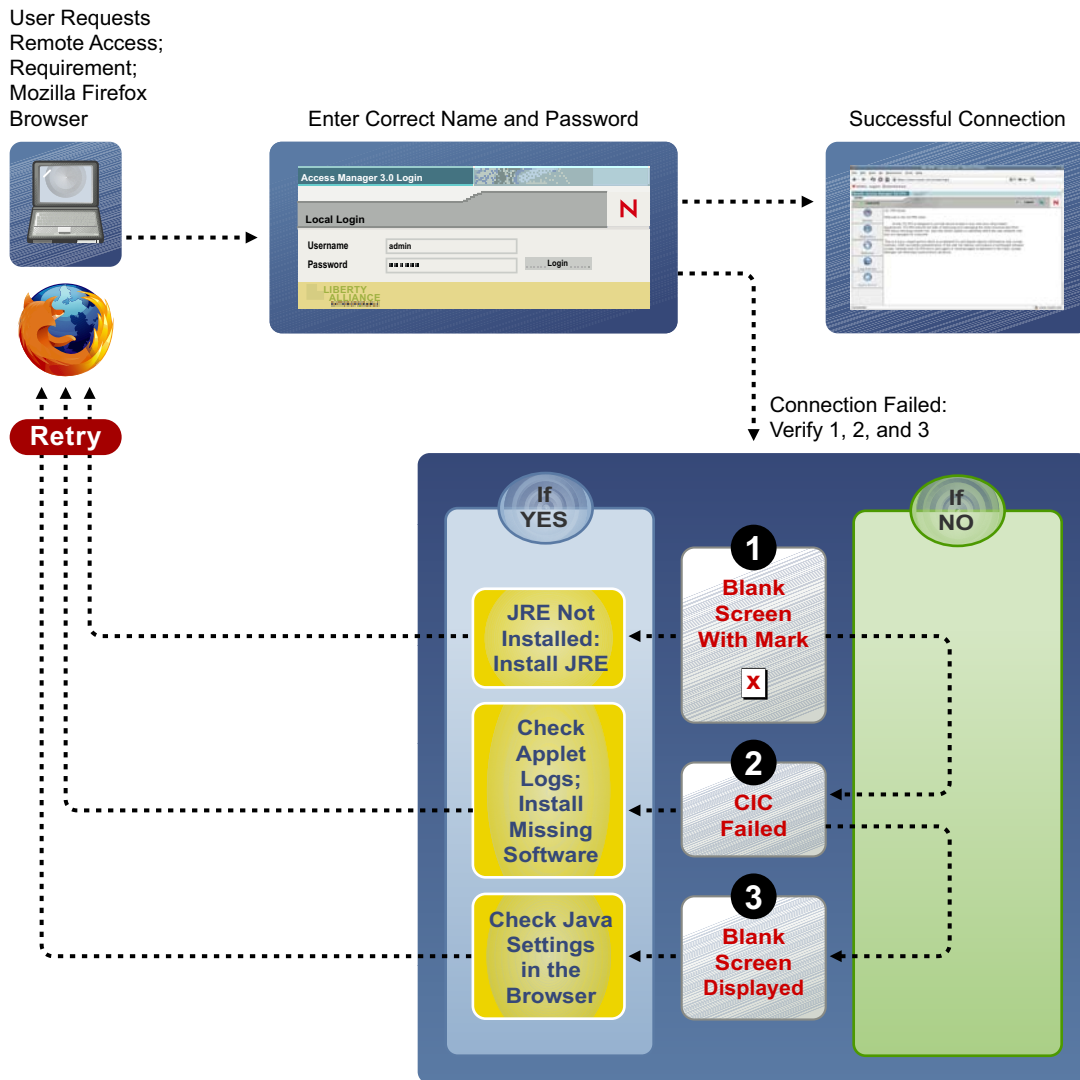 User Requests
Remote Access;
Requirement;
Mozilla Firefox
Browser
Enter Correct Name and Password
Successful Connection
Access Manager 3.0 Login
Local Login
N
Username
admin
Password
Login
LIBERTY
ALLIANCE
Retry
Connection Failed:
Verify 1, 2, and 3
If
YES
If
NO
1
Blank
Screen
With Mark
X
JRE Not
Installed:
Install JRE
2
CIC
Failed
Check
Applet
Logs;
Install
Missing
Software
3
Blank
Screen
Displayed
Check Java
Settings
in the
Browser